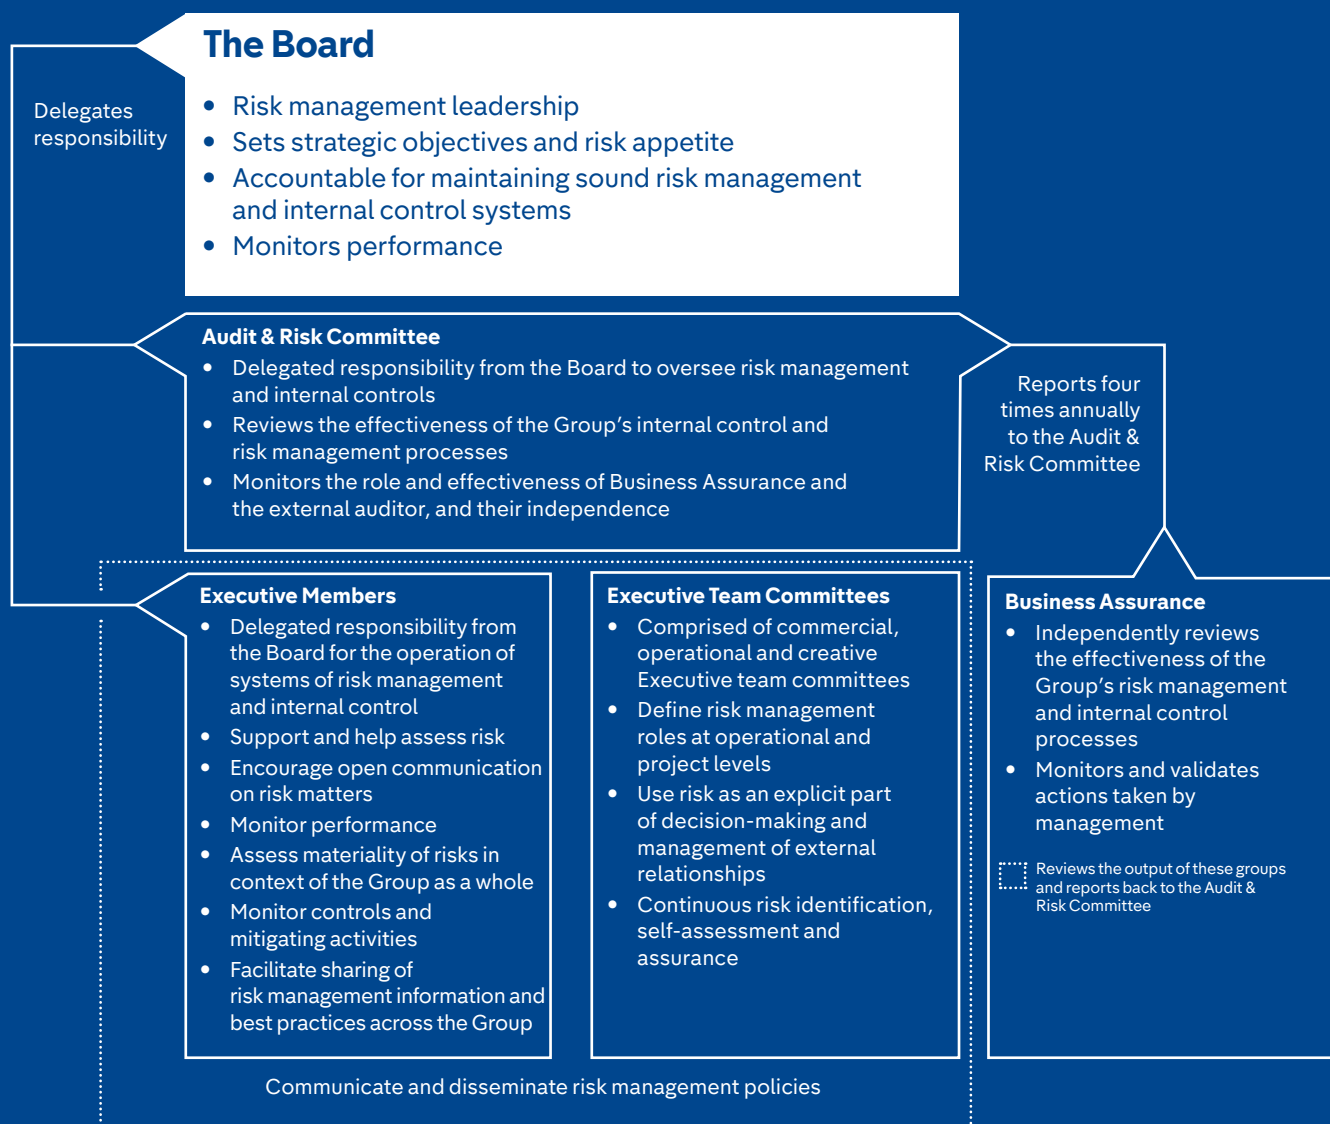 The Board
Delegates
responsibility
• Risk management leadership
• Sets strategic objectives and risk appetite
• Accountable for maintaining sound risk management
and internal control systems
• Monitors performance
Audit & Risk Committee
• Delegated responsibility from the Board to oversee risk management
and internal controls
• Reviews the effectiveness of the Group’s internal control and
risk management processes
• Monitors the role and effectiveness of Business Assurance and
the external auditor, and their independence
Reports four
times annually
to the Audit &
Risk Committee
Executive Members
• Delegated responsibility from
the Board for the operation of
systems of risk management
and internal control
• Support and help assess risk
• Encourage open communication
on risk matters
• Monitor performance
• Assess materiality of risks in
context of the Group as a whole
• Monitor controls and
mitigating activities
• Facilitate sharing of
risk management information and
best practices across the Group
Executive Team Committees
• Comprised of commercial,
operational and creative
Executive team committees
• Define risk management
roles at operational and
project levels
• Use risk as an explicit part
of decision-making and
management of external
relationships
• Continuous risk identification,
self-assessment and
assurance
Business Assurance
• Independently reviews
the effectiveness of the
Group’s risk management
and internal control
processes
• Monitors and validates
actions taken by
management
Reviews the output of these groups
and reports back to the Audit &
Risk Committee
Communicate and disseminate risk management policies